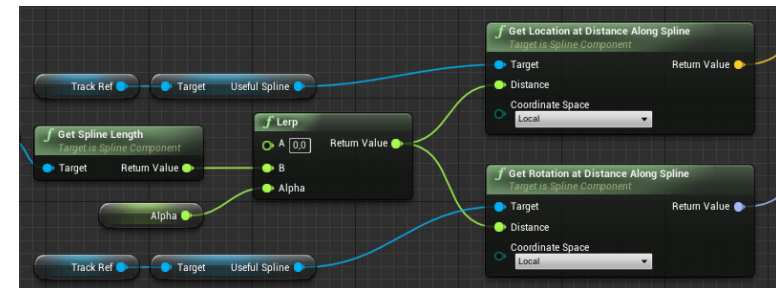 f Get Location at Distance Along Spline
Target is Spline Component
Target Return Value
Distance
Coordinate Space
Local
Track Ref Target Useful Spline
f Lerp
A 0,0 Return Value
B
Alpha
f Get Spline Length
Target is Spline Component
Target Return Value
Alpha
f Get Rotation at Distance Along Spline
Target is Spline Component
Target Return Value
Distance
Coordinate Space
Local
Track Ref Target Useful Spline